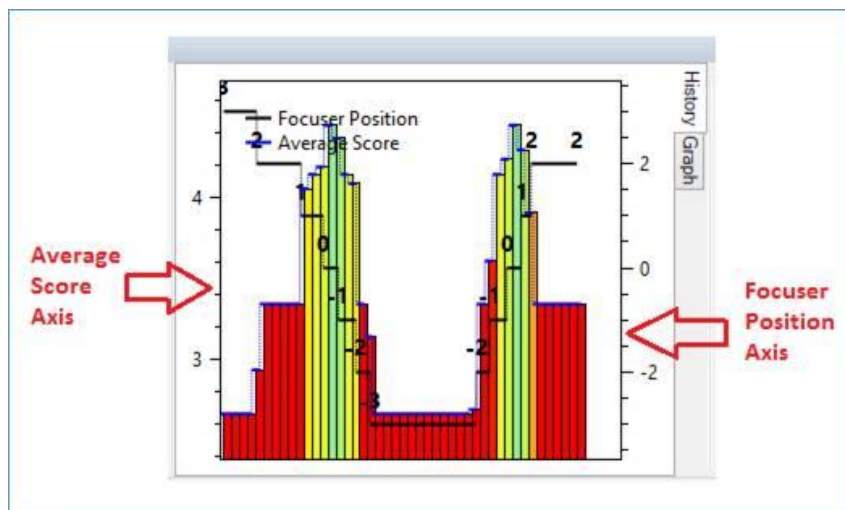 3
2
Focuser Position
Average Score
1
0
-1
-2
-3
-2
-1
0
1
2
2
4
3
2
0
-2
History
Graph
Average
Score
Axis
Focuser
Position
Axis